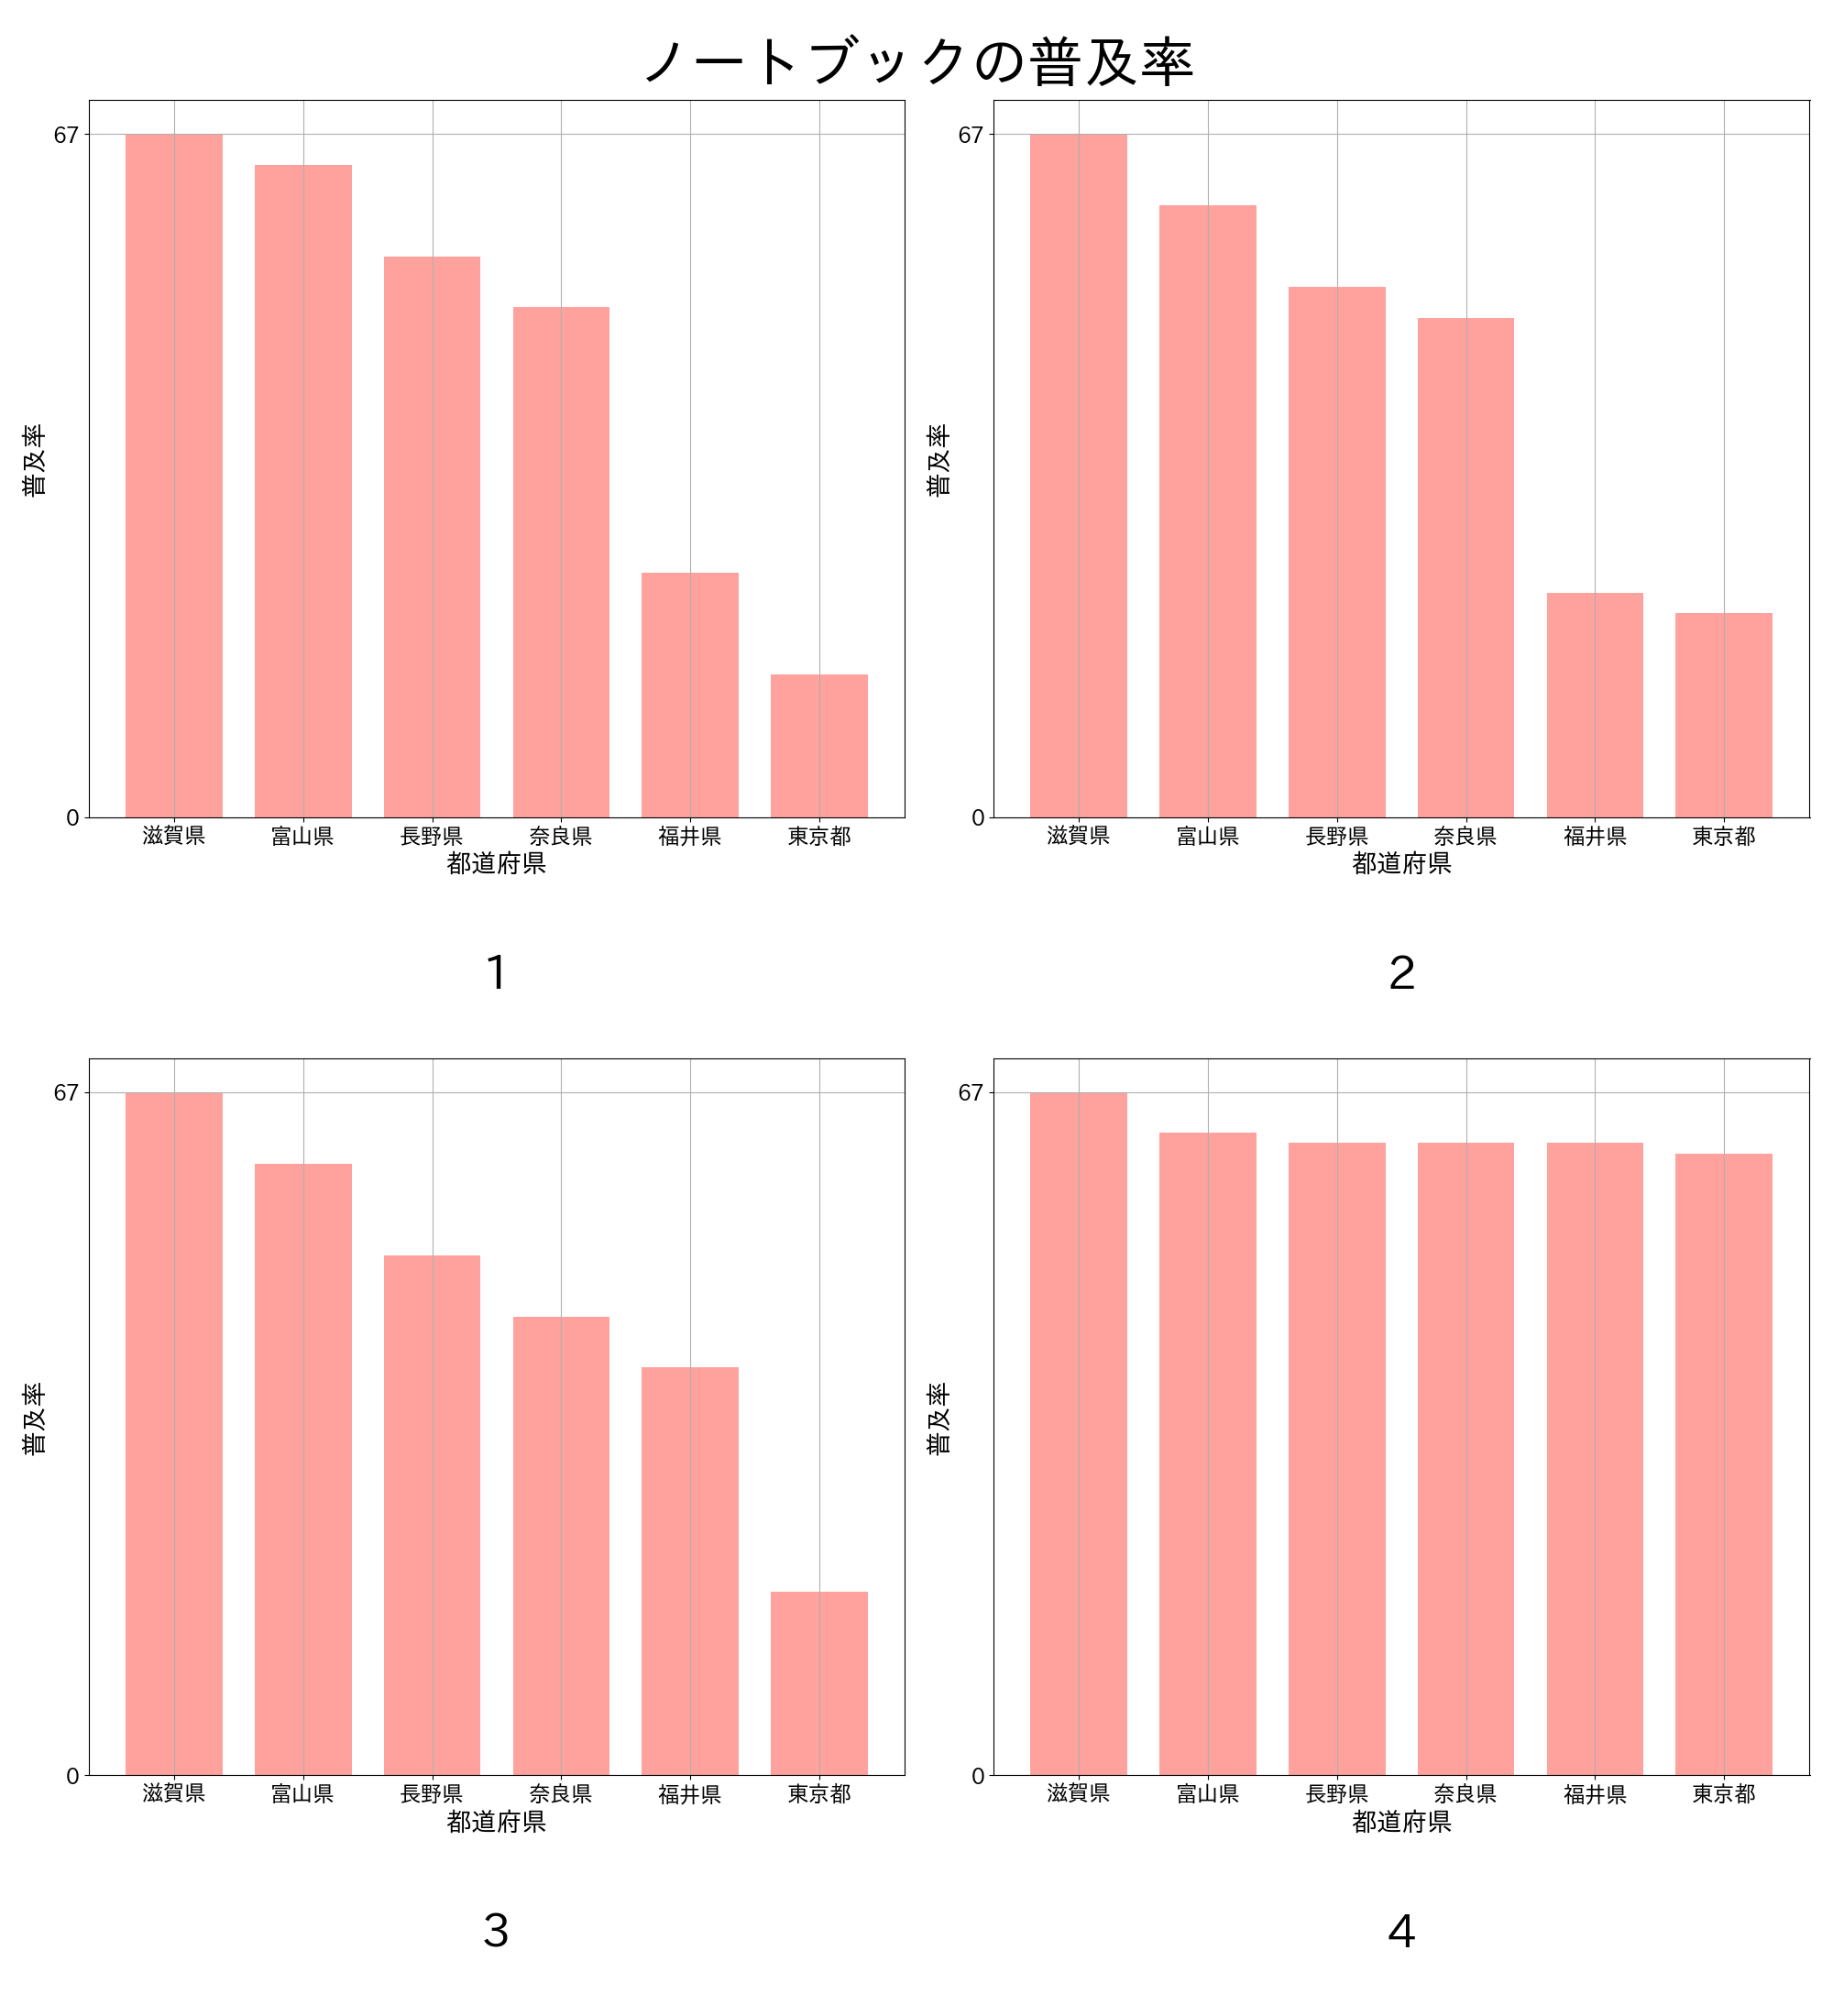 ノートブックの普及率
67
0
普及率
滋賀県 富山県 長野県 奈良県 福井県 東京都
都道府県
1
67
0
普及率
滋賀県 富山県 長野県 奈良県 福井県 東京都
都道府県
2
67
0
普及率
滋賀県 富山県 長野県 奈良県 福井県 東京都
都道府県
3
67
0
普及率
滋賀県 富山県 長野県 奈良県 福井県 東京都
都道府県
4